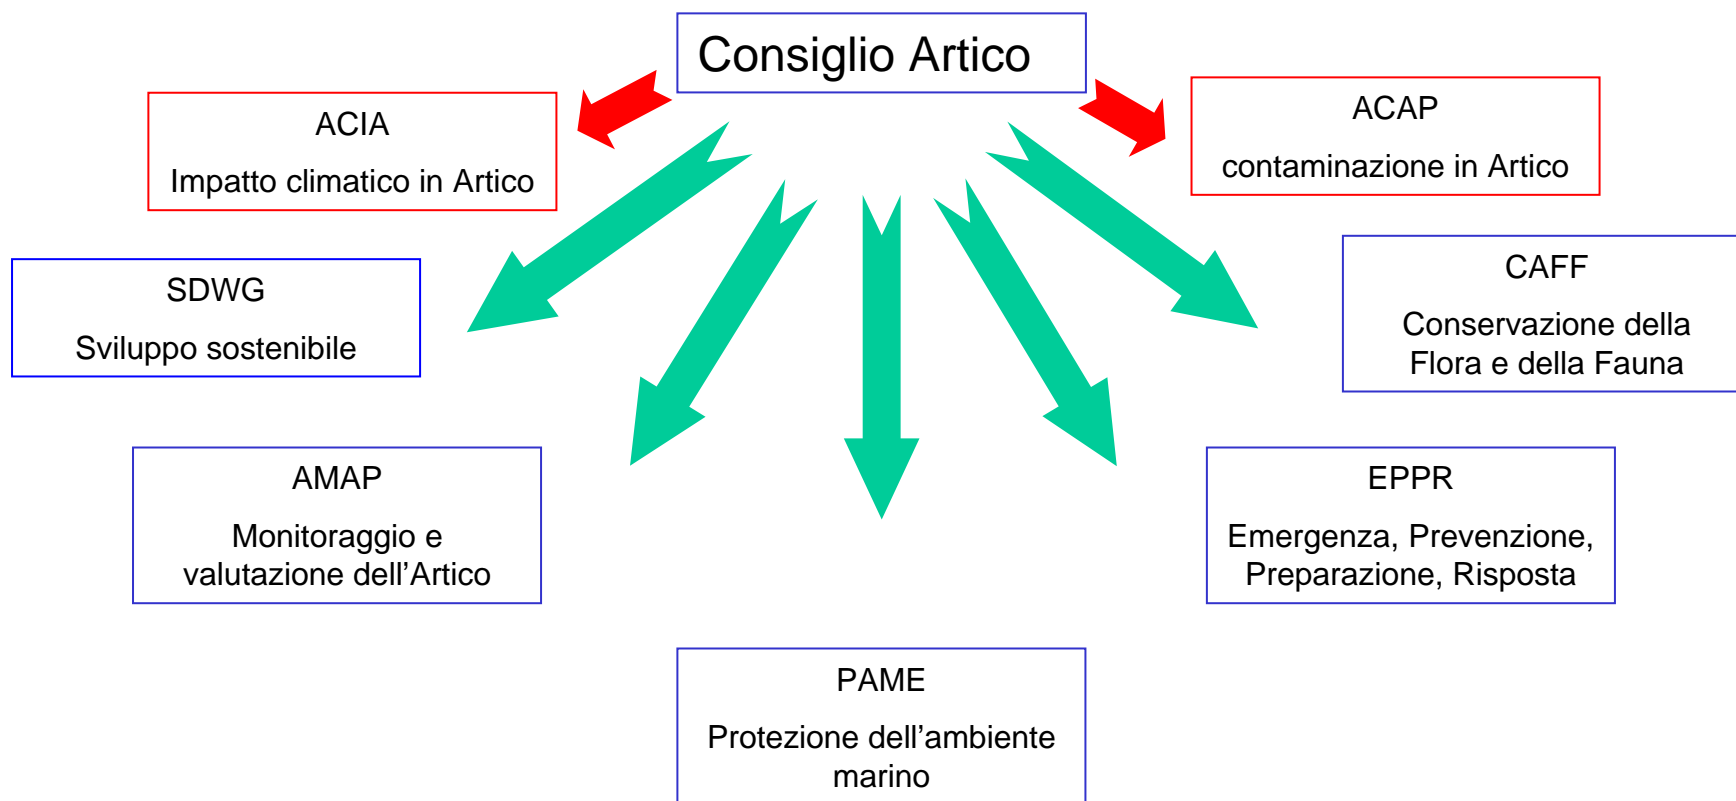 Consiglio Artico
ACIA
Impatto climatico in Artico
ACAP
contaminazione in Artico
SDWG
Sviluppo sostenibile
CAFF
Conservazione della
Flora e della Fauna
AMAP
Monitoraggio e
valutazione dell’Artico
EPPR
Emergenza, Prevenzione,
Preparazione, Risposta
PAME
Protezione dell’ambiente
marino